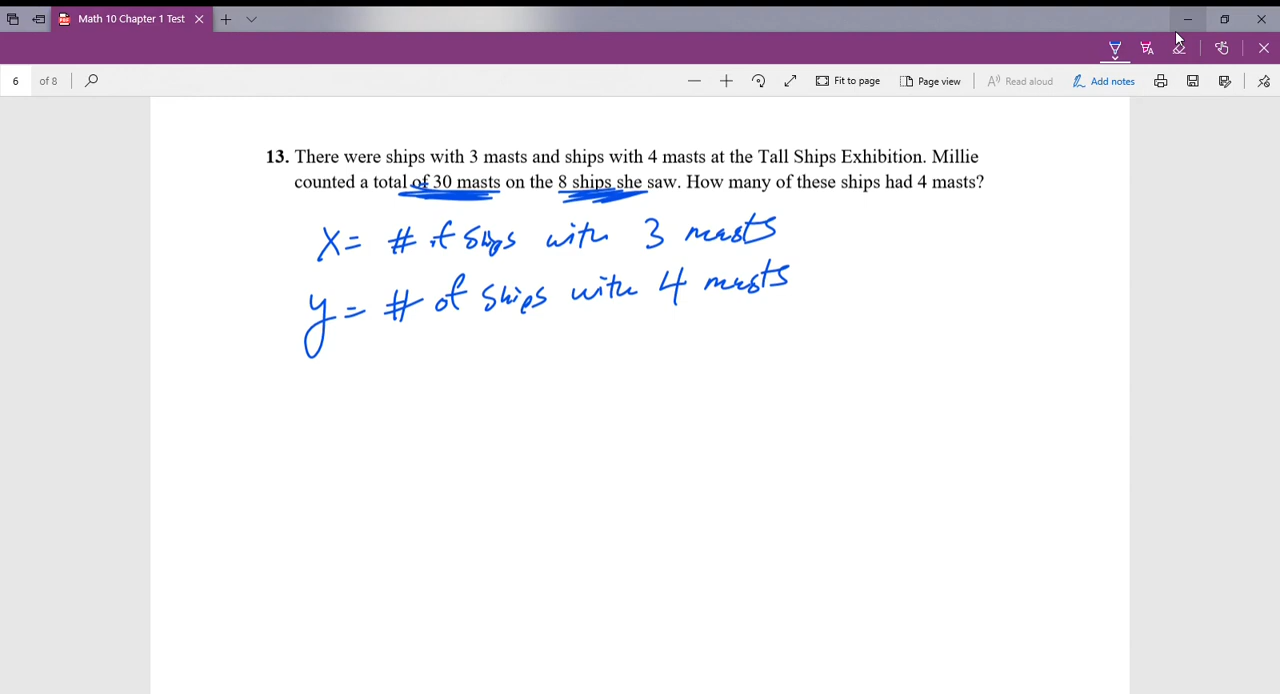 Math 10 Chapter 1 Test
6 of 8
Fit to page
Page view
Read aloud
Add notes
13. There were ships with 3 masts and ships with 4 masts at the Tall Ships Exhibition. Millie
counted a total of 30 masts on the 8 ships she saw. How many of these ships had 4 masts?
x = # of ships with 3 masts
y = # of ships with 4 masts